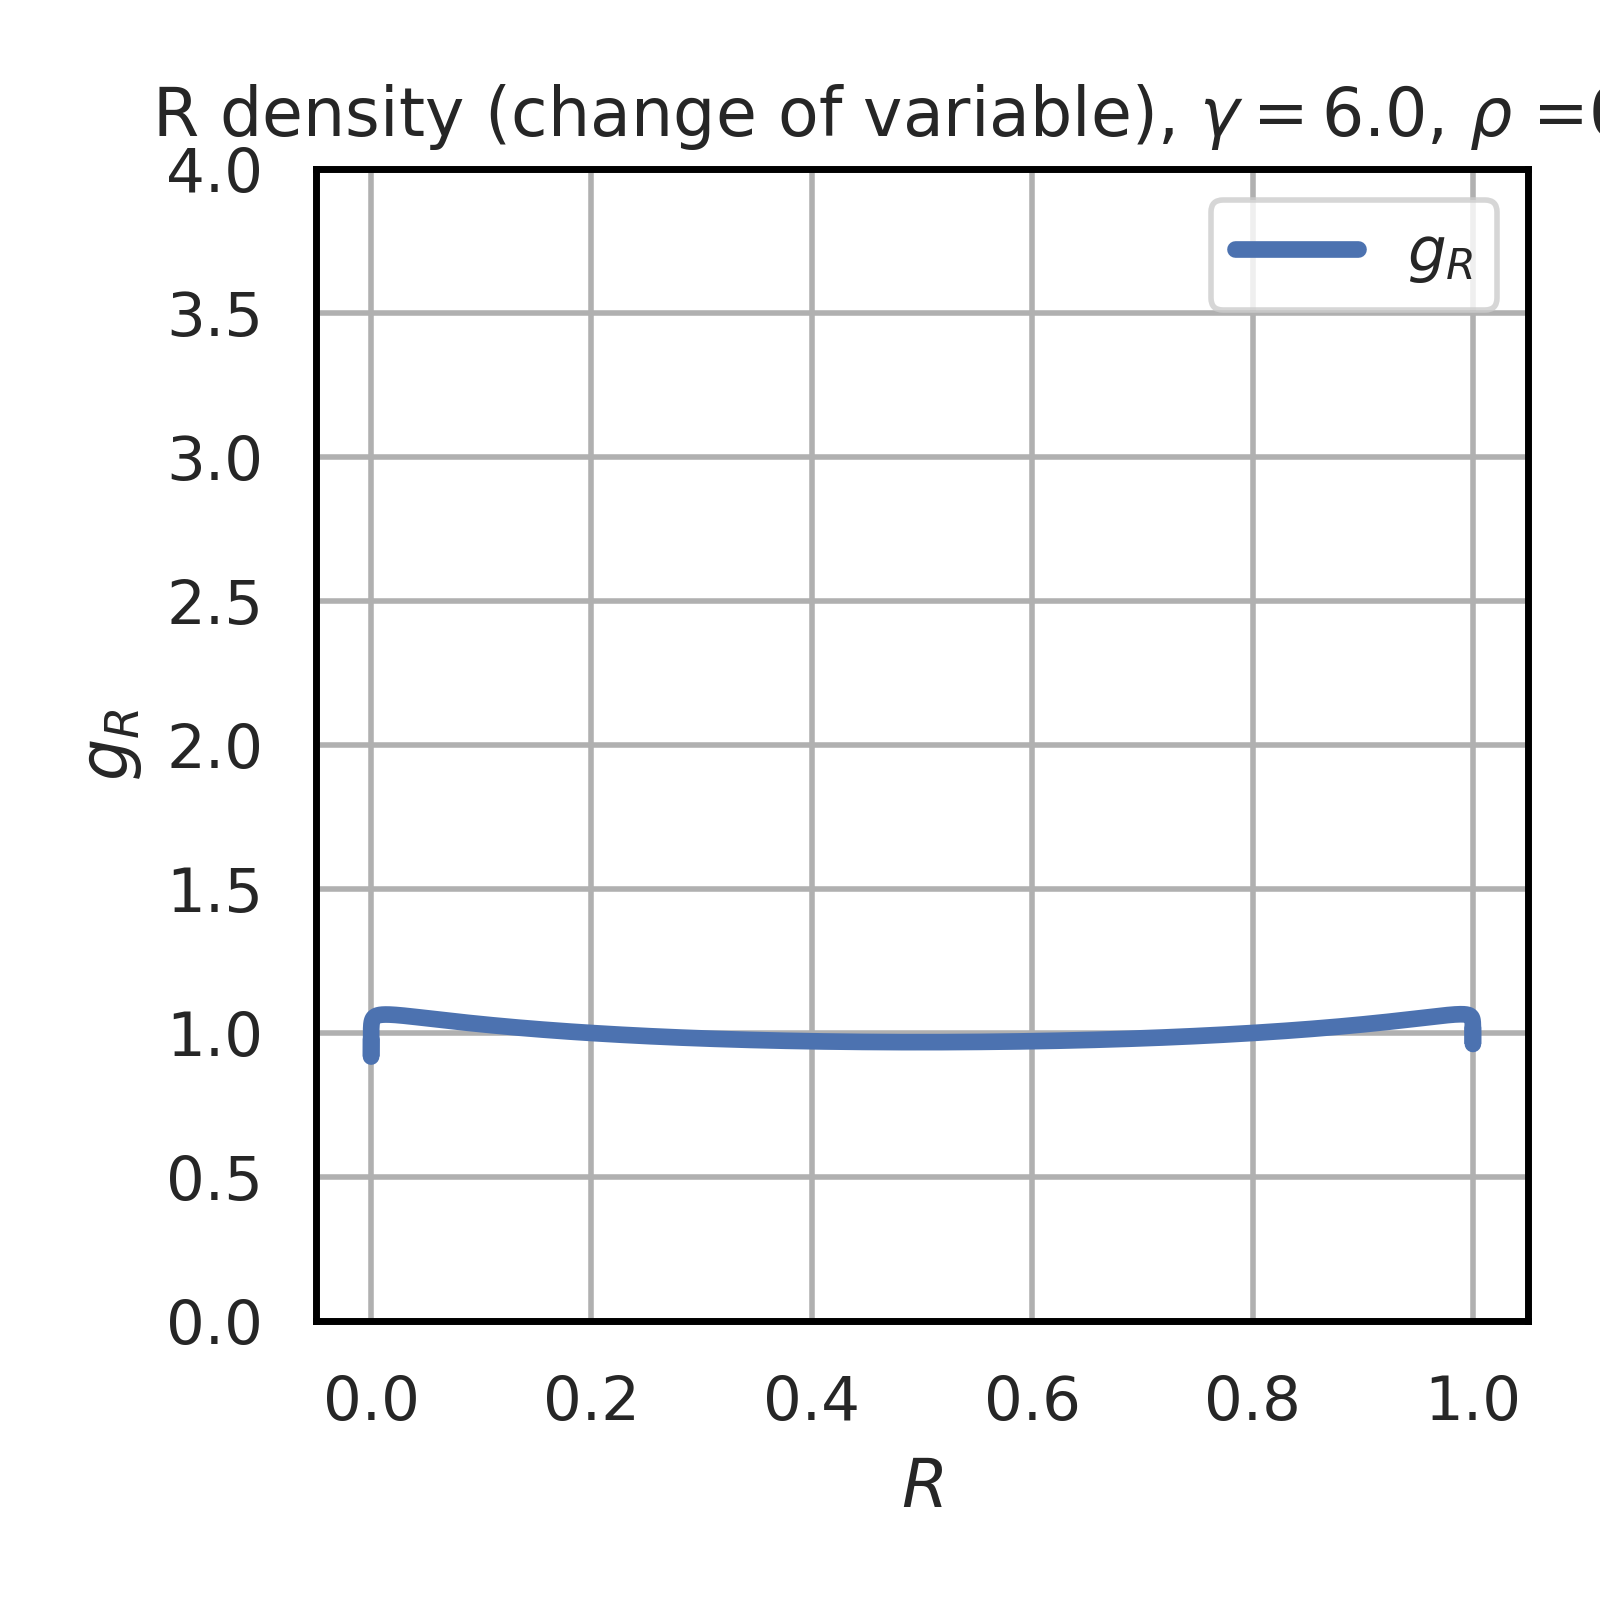 R density (change of variable), γ = 6.0, ρ =
4.0
3.5
3.0
2.5
2.0
1.5
1.0
0.5
0.0
g_R
g_R
0.0 0.2 0.4 0.6 0.8 1.0
R